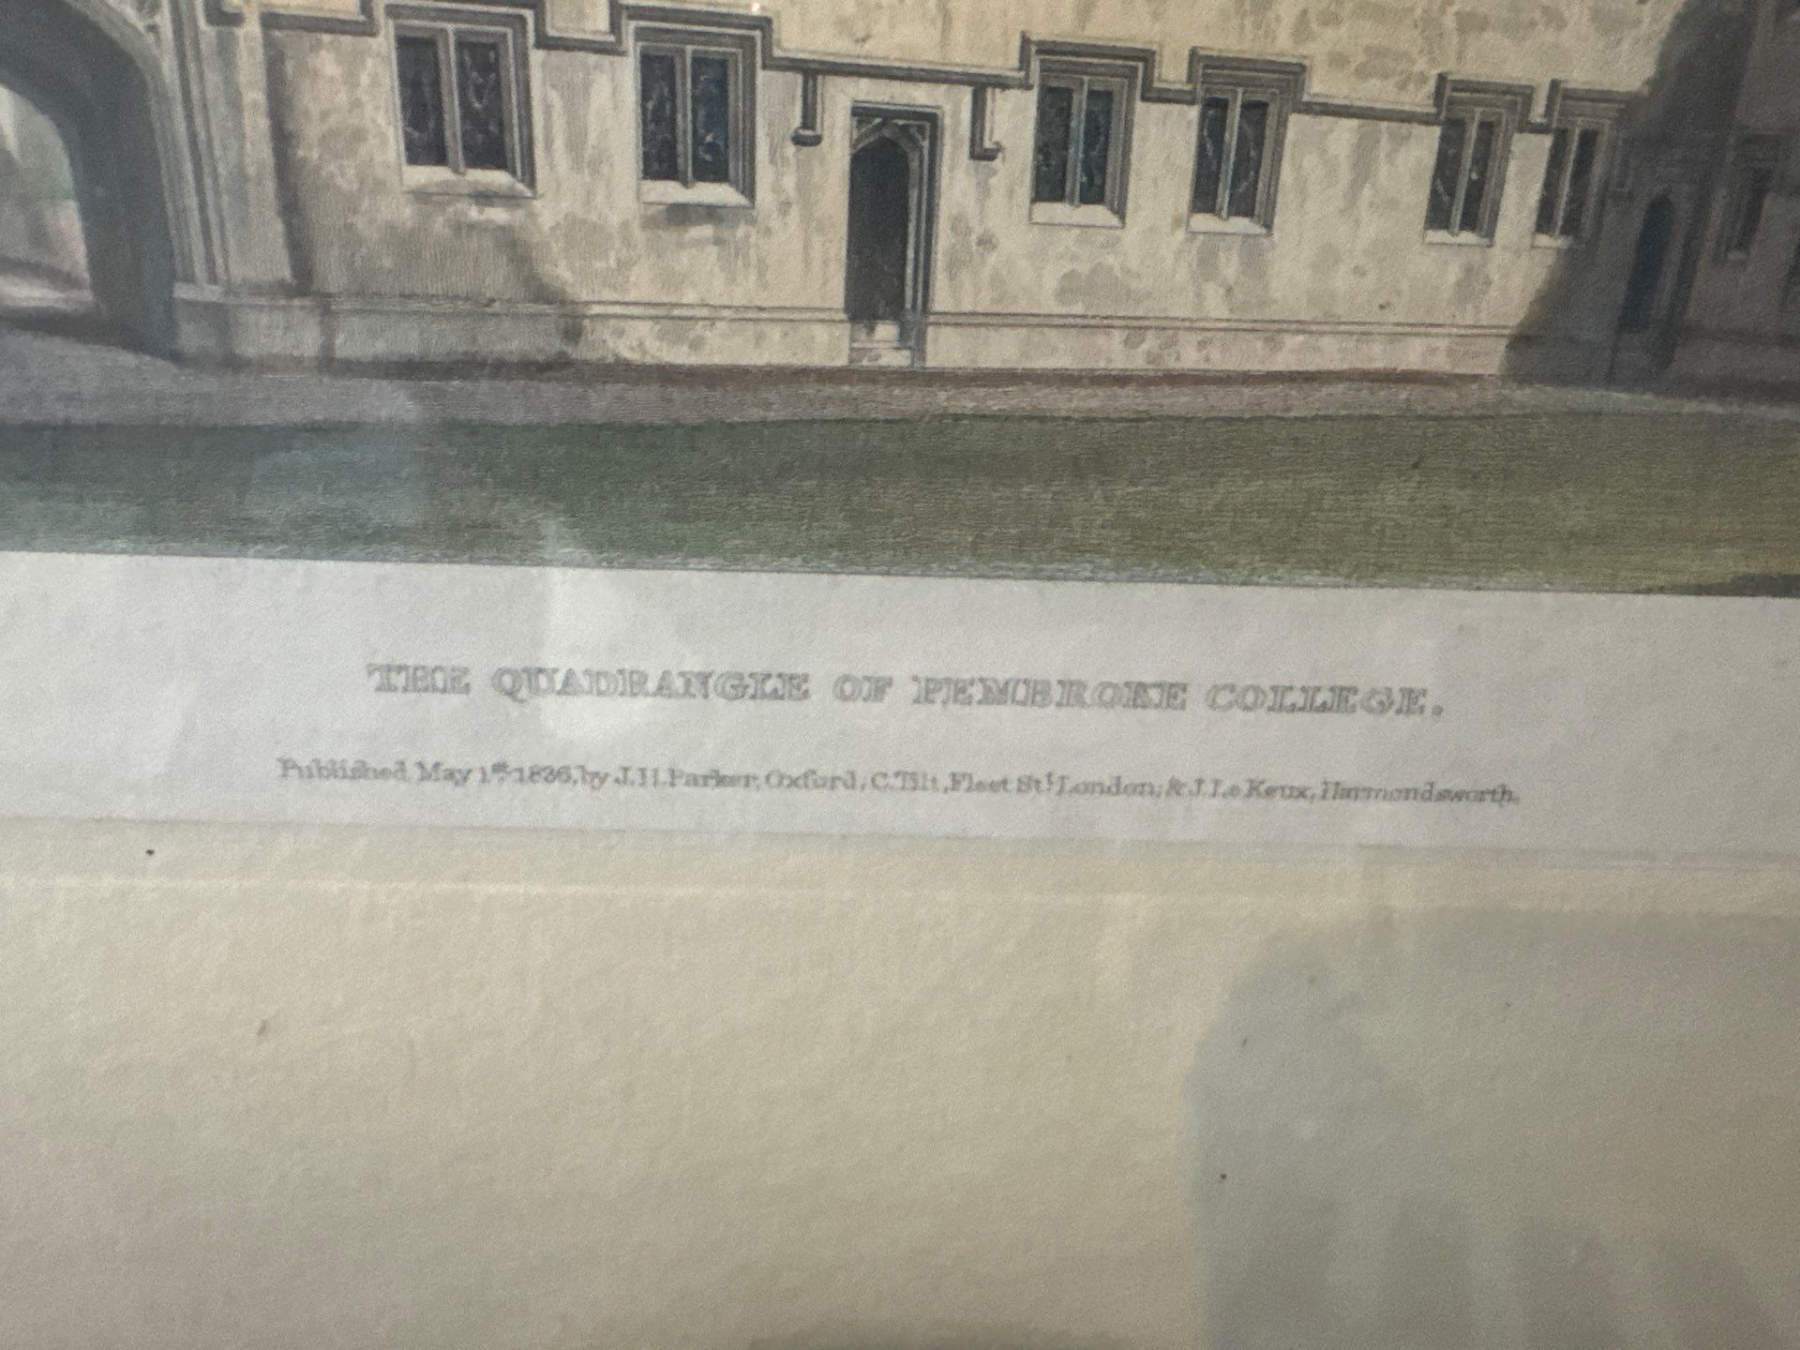 THE QUADRANGLE OF PEMBROKE COLLEGE.
Published May 1st 1836, by J.H. Parker, Oxford, C. Tilt, Fleet St. London; & J. Le Keux, Harmondsworth.